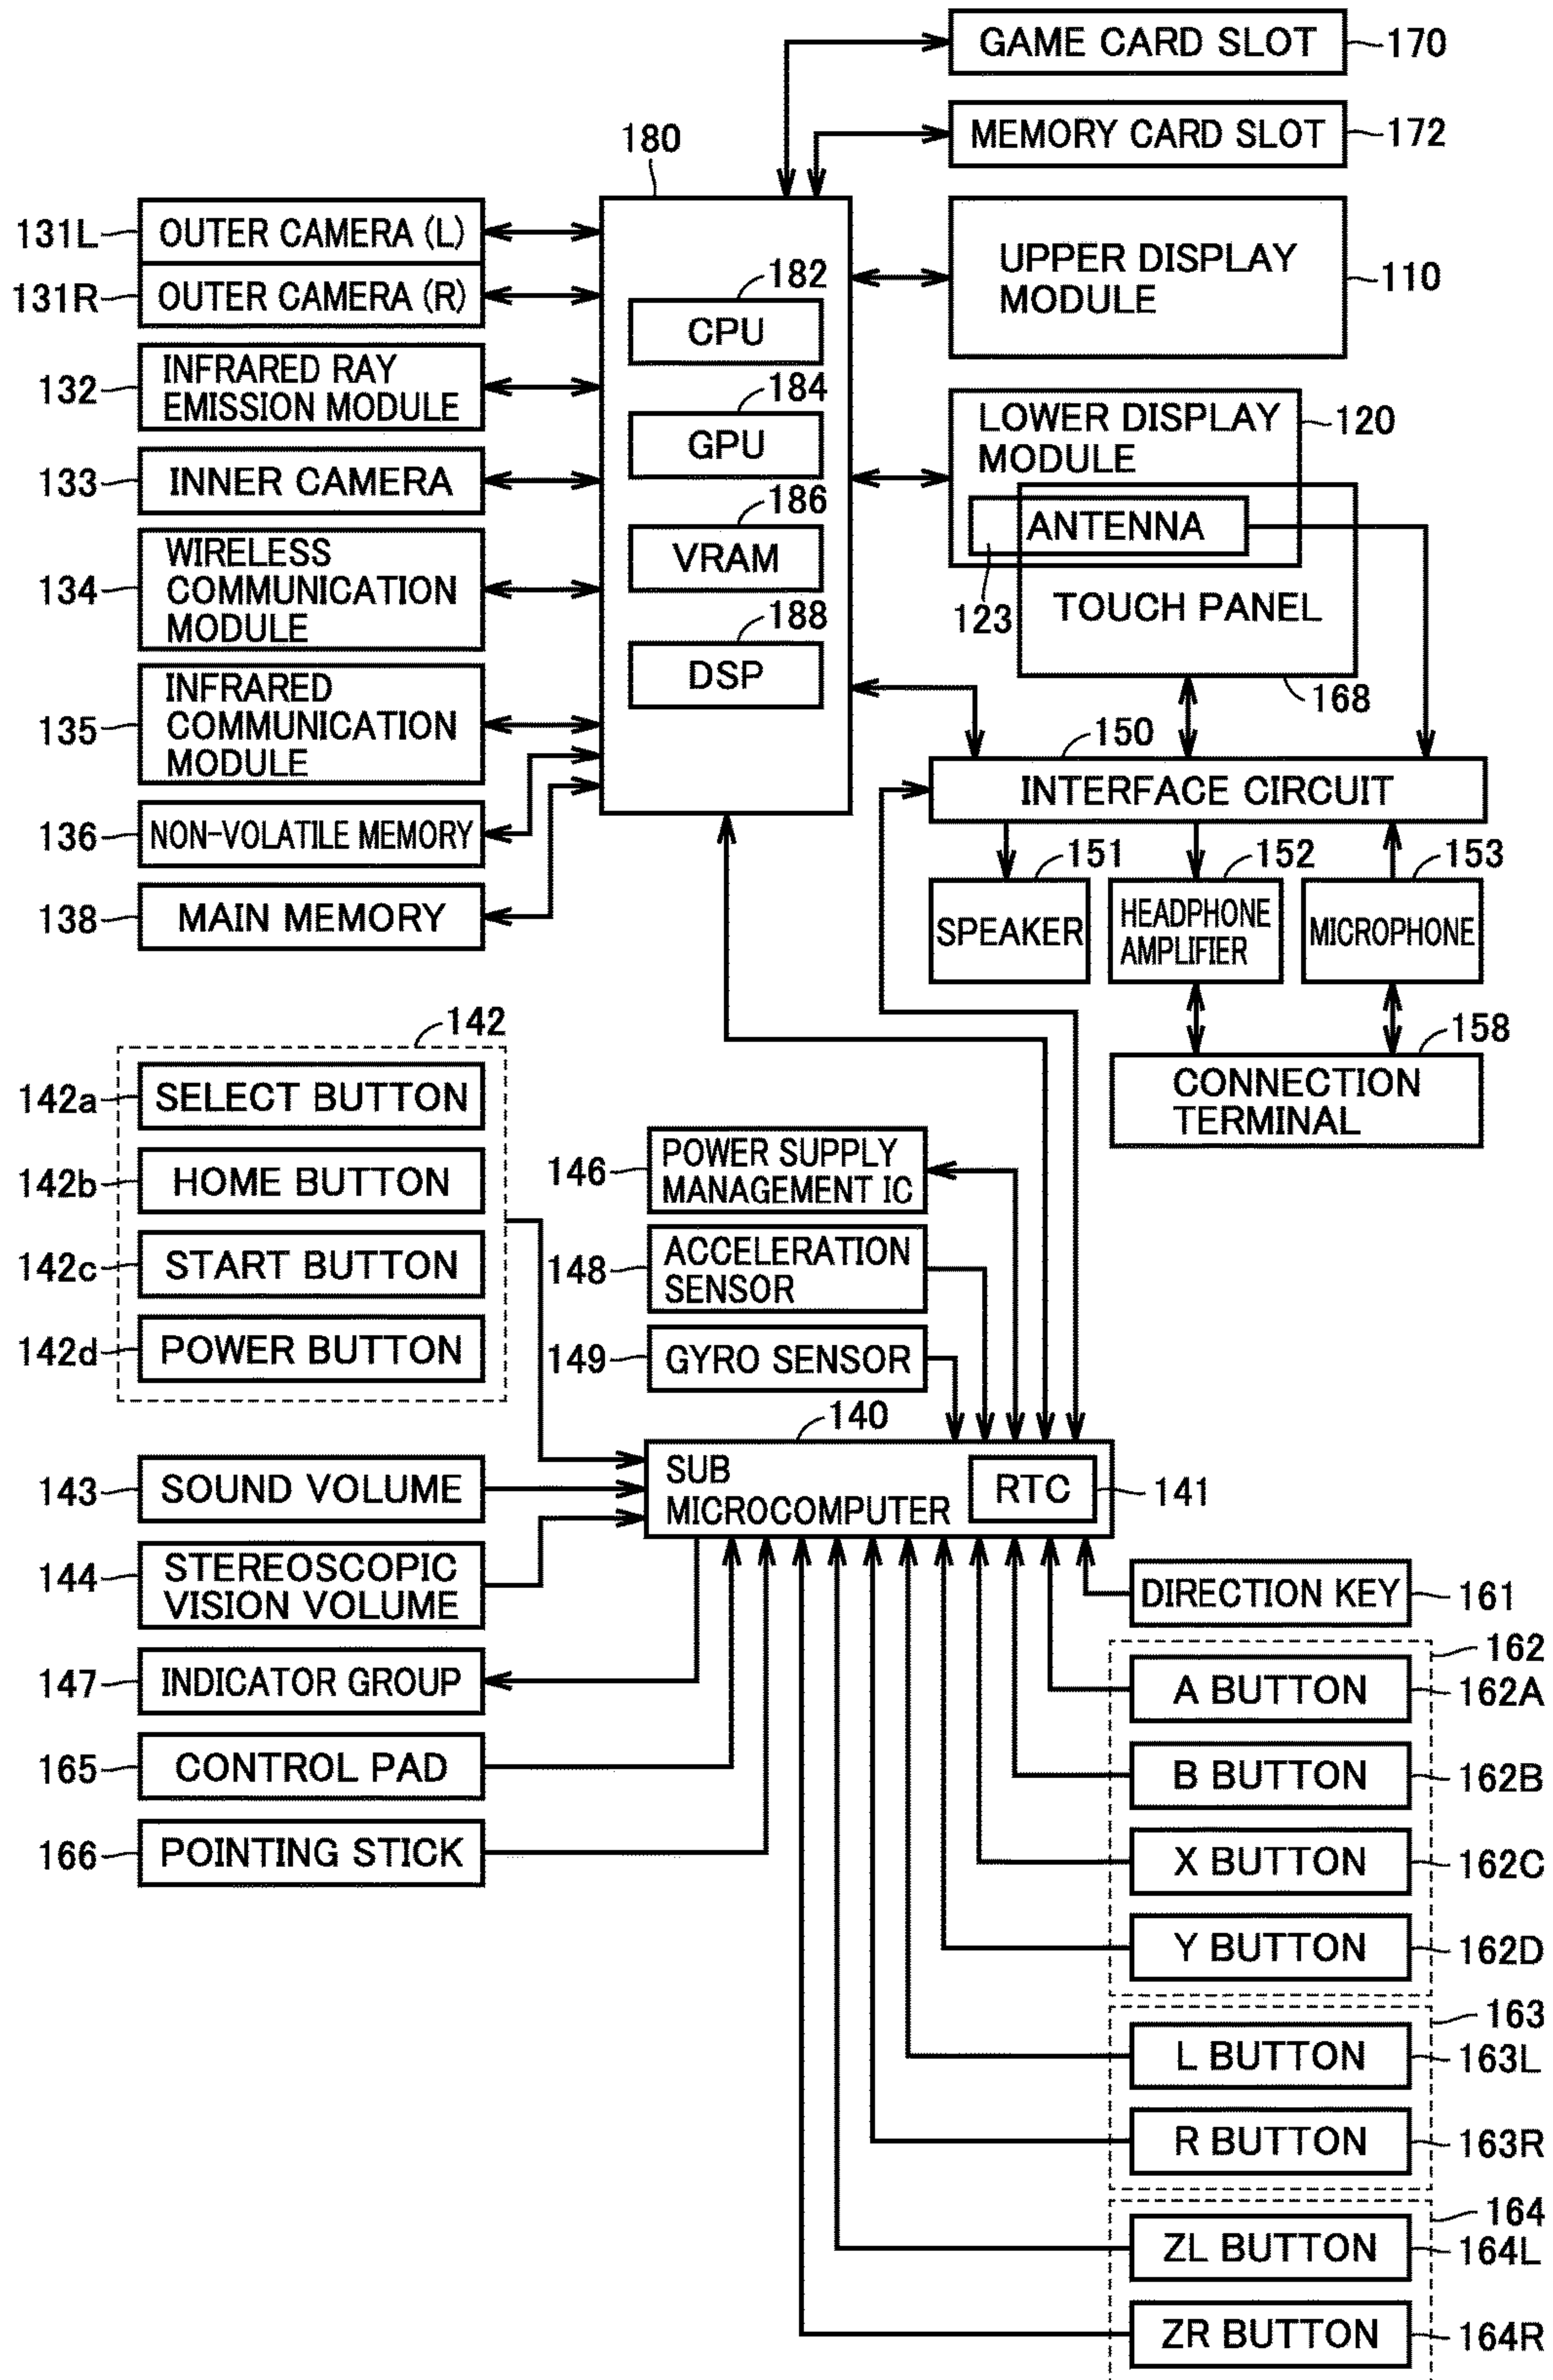 GAME CARD SLOT
170
MEMORY CARD SLOT
172
180
131L
OUTER CAMERA (L)
131R
OUTER CAMERA (R)
132
INFRARED RAY
EMISSION MODULE
133
INNER CAMERA
134
WIRELESS
COMMUNICATION
MODULE
135
INFRARED
COMMUNICATION
MODULE
136
NON-VOLATILE MEMORY
138
MAIN MEMORY
182
CPU
184
GPU
186
VRAM
188
DSP
UPPER DISPLAY
MODULE
110
LOWER DISPLAY
MODULE
120
ANTENNA
123
TOUCH PANEL
168
150
INTERFACE CIRCUIT
151
SPEAKER
152
HEADPHONE
AMPLIFIER
153
MICROPHONE
158
CONNECTION
TERMINAL
142
142a
SELECT BUTTON
142b
HOME BUTTON
142c
START BUTTON
142d
POWER BUTTON
146
POWER SUPPLY
MANAGEMENT IC
148
ACCELERATION
SENSOR
149
GYRO SENSOR
140
SUB
MICROCOMPUTER
RTC
141
143
SOUND VOLUME
144
STEREOSCOPIC
VISION VOLUME
147
INDICATOR GROUP
165
CONTROL PAD
166
POINTING STICK
DIRECTION KEY
161
162
A BUTTON
162A
B BUTTON
162B
X BUTTON
162C
Y BUTTON
162D
163
L BUTTON
163L
R BUTTON
163R
164
ZL BUTTON
164L
ZR BUTTON
164R